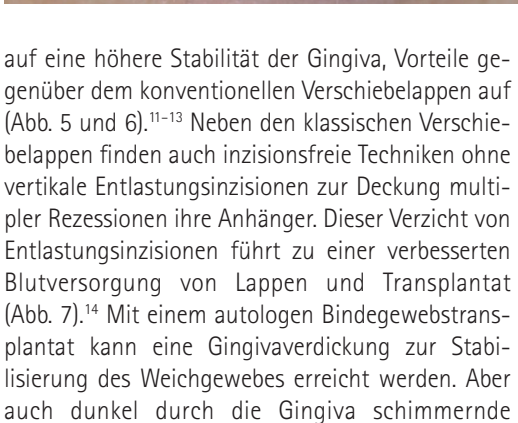 auf eine höhere Stabilität der Gingiva, Vorteile ge-
genüber dem konventionellen Verschiebelappen auf
(Abb. 5 und 6).¹¹⁻¹³ Neben den klassischen Verschie-
belappen finden auch inzisionsfreie Techniken ohne
vertikale Entlastungsinzisionen zur Deckung multi-
pler Rezessionen ihre Anhänger. Dieser Verzicht von
Entlastungsinzisionen führt zu einer verbesserten
Blutversorgung von Lappen und Transplantat
(Abb. 7).¹⁴ Mit einem autologen Bindegewebstrans-
plantat kann eine Gingivaverdickung zur Stabi-
lisierung des Weichgewebes erreicht werden. Aber
auch dunkel durch die Gingiva schimmernde